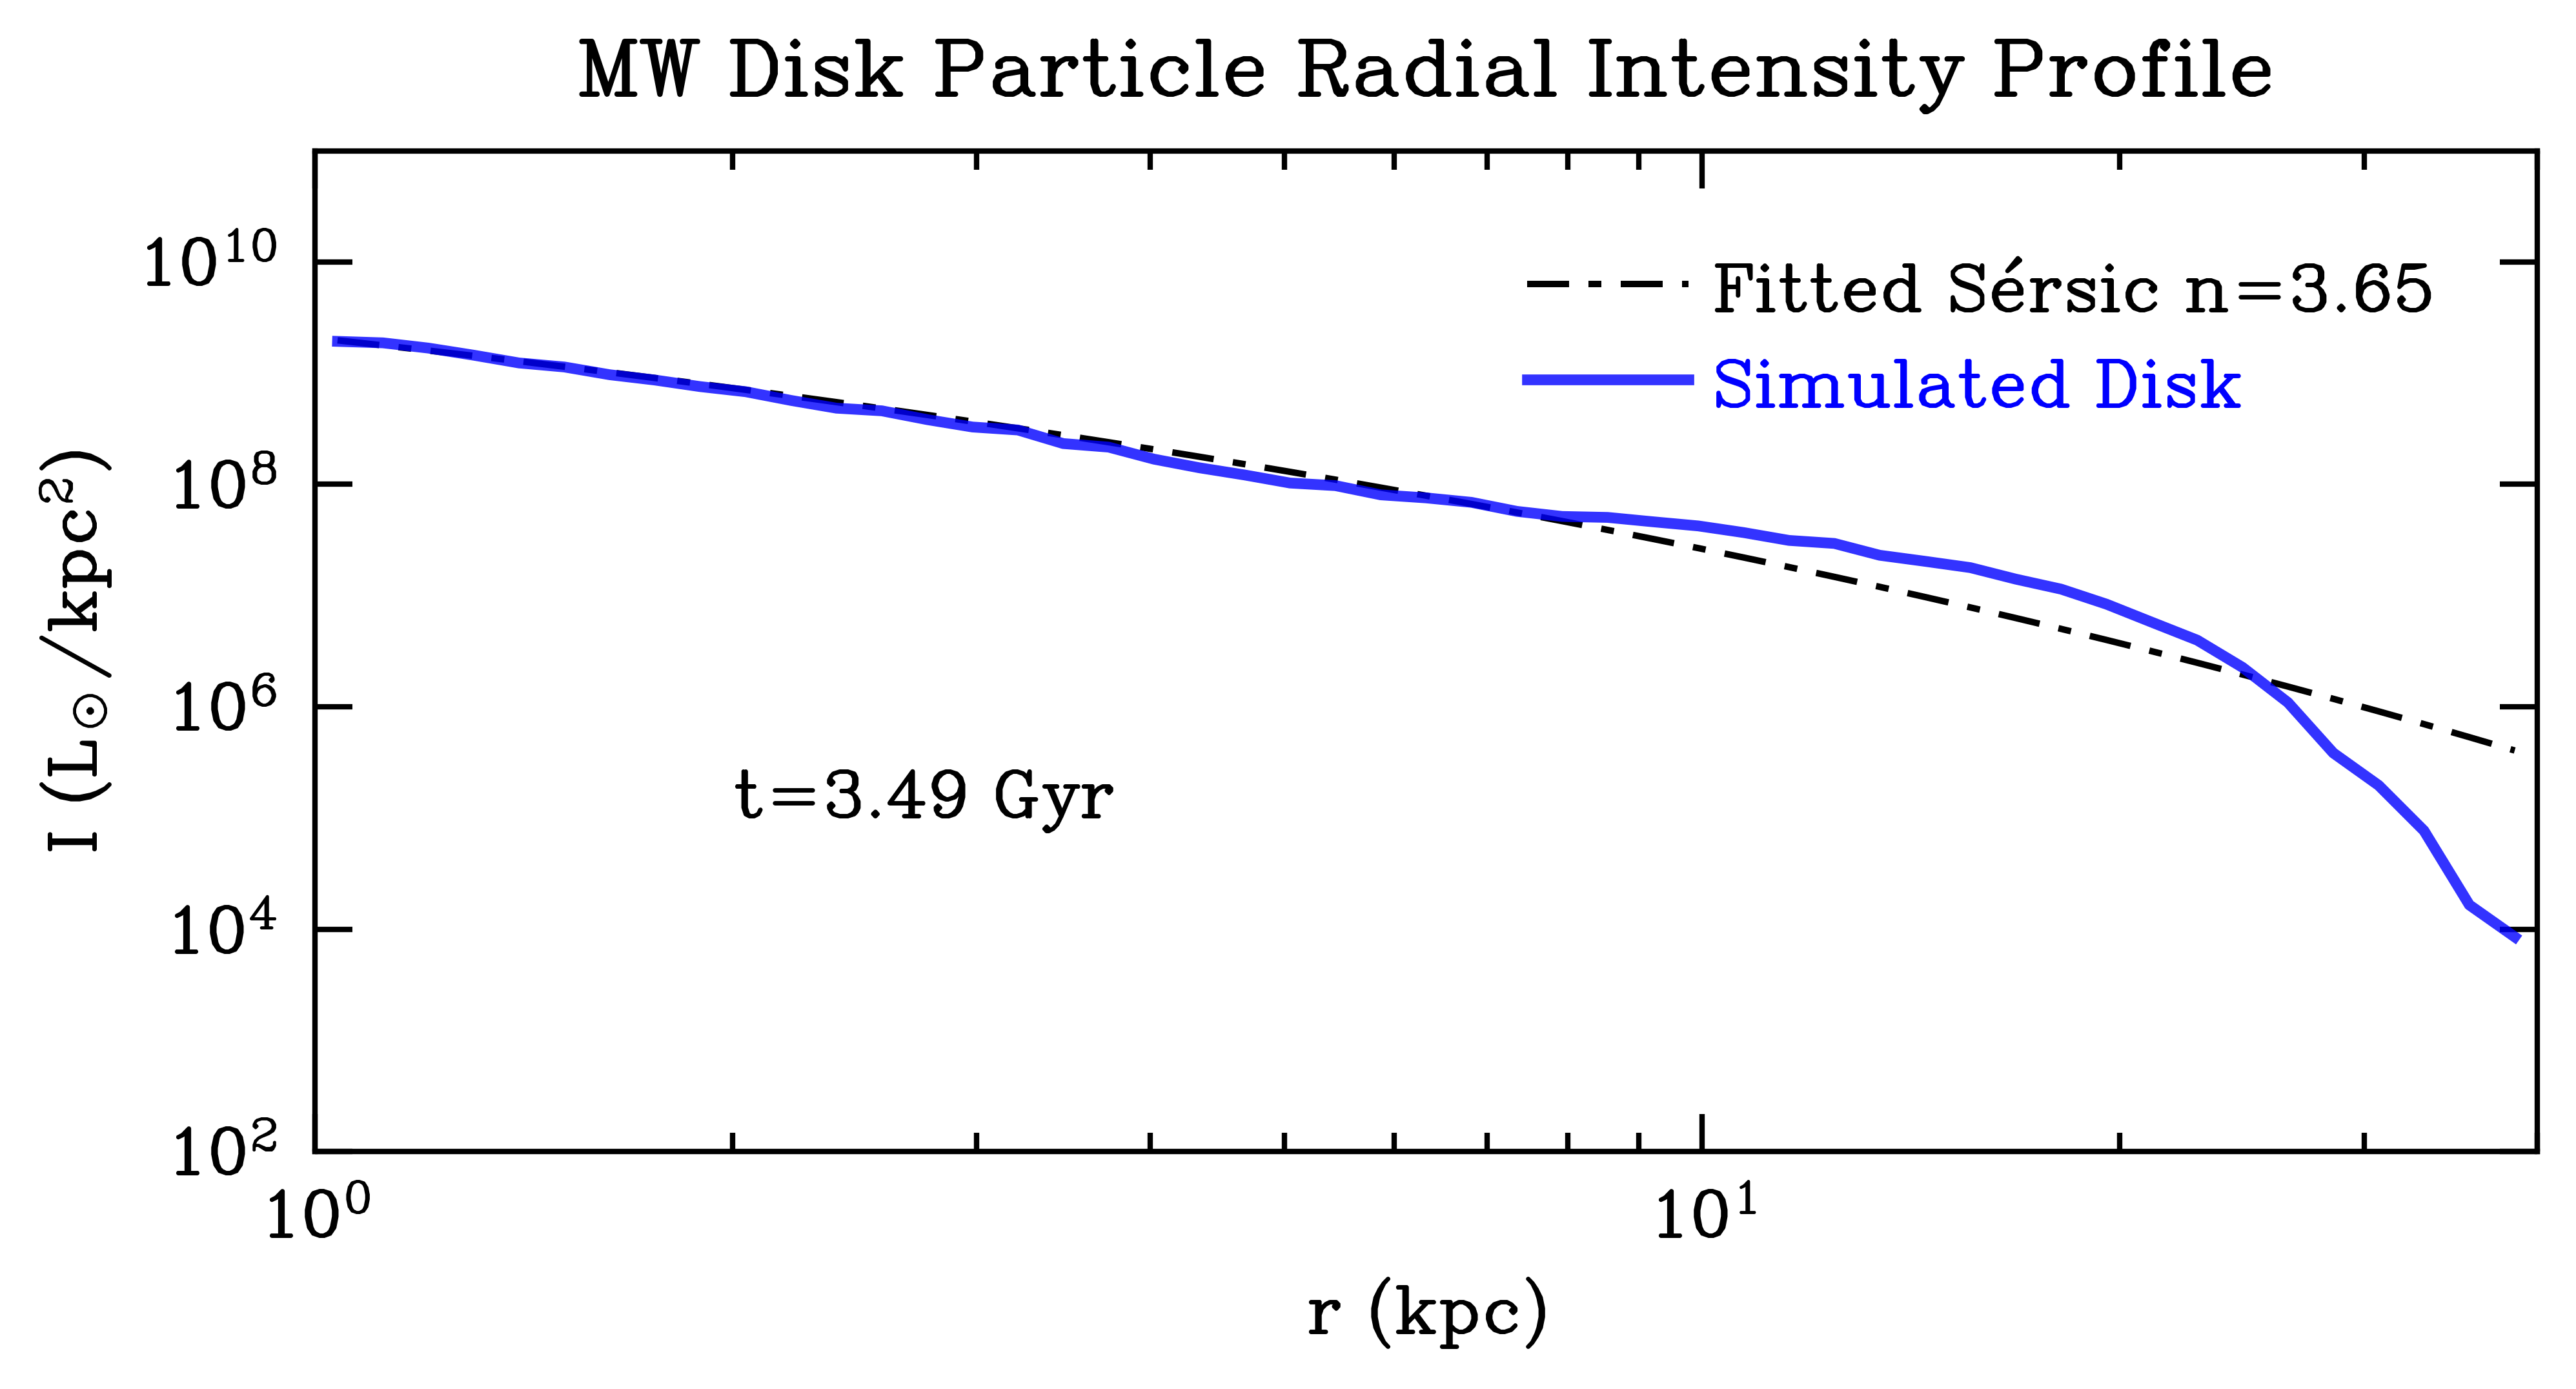 MW Disk Particle Radial Intensity Profile
I (L☉/kpc²)
10¹⁰
10⁸
10⁶
10⁴
10²
Fitted Sérsic n=3.65
Simulated Disk
t=3.49 Gyr
10⁰
10¹
r (kpc)